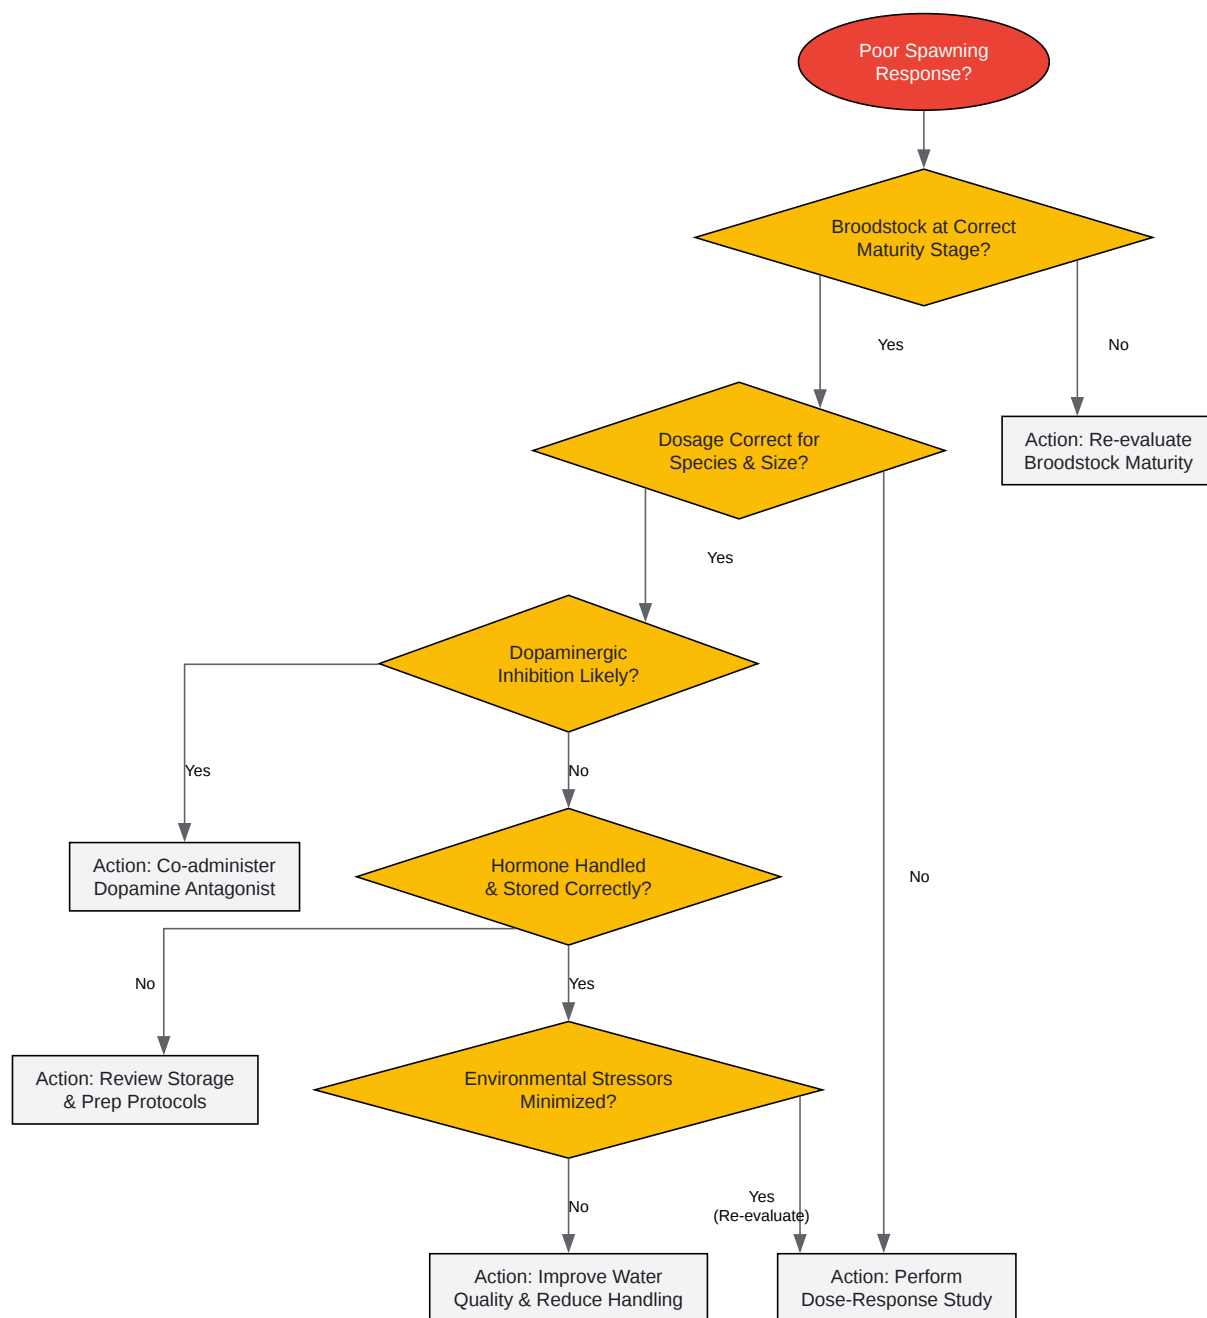 Poor Spawning
Response?
Broodstock at Correct
Maturity Stage?
Yes
No
Dosage Correct for
Species & Size?
Action: Re-evaluate
Broodstock Maturity
Yes
Dopaminergic
Inhibition Likely?
Yes
No
Action: Co-administer
Dopamine Antagonist
Hormone Handled
& Stored Correctly?
No
No
Yes
Action: Review Storage
& Prep Protocols
Environmental Stressors
Minimized?
No
Yes
(Re-evaluate)
Action: Improve Water
Quality & Reduce Handling
Action: Perform
Dose-Response Study